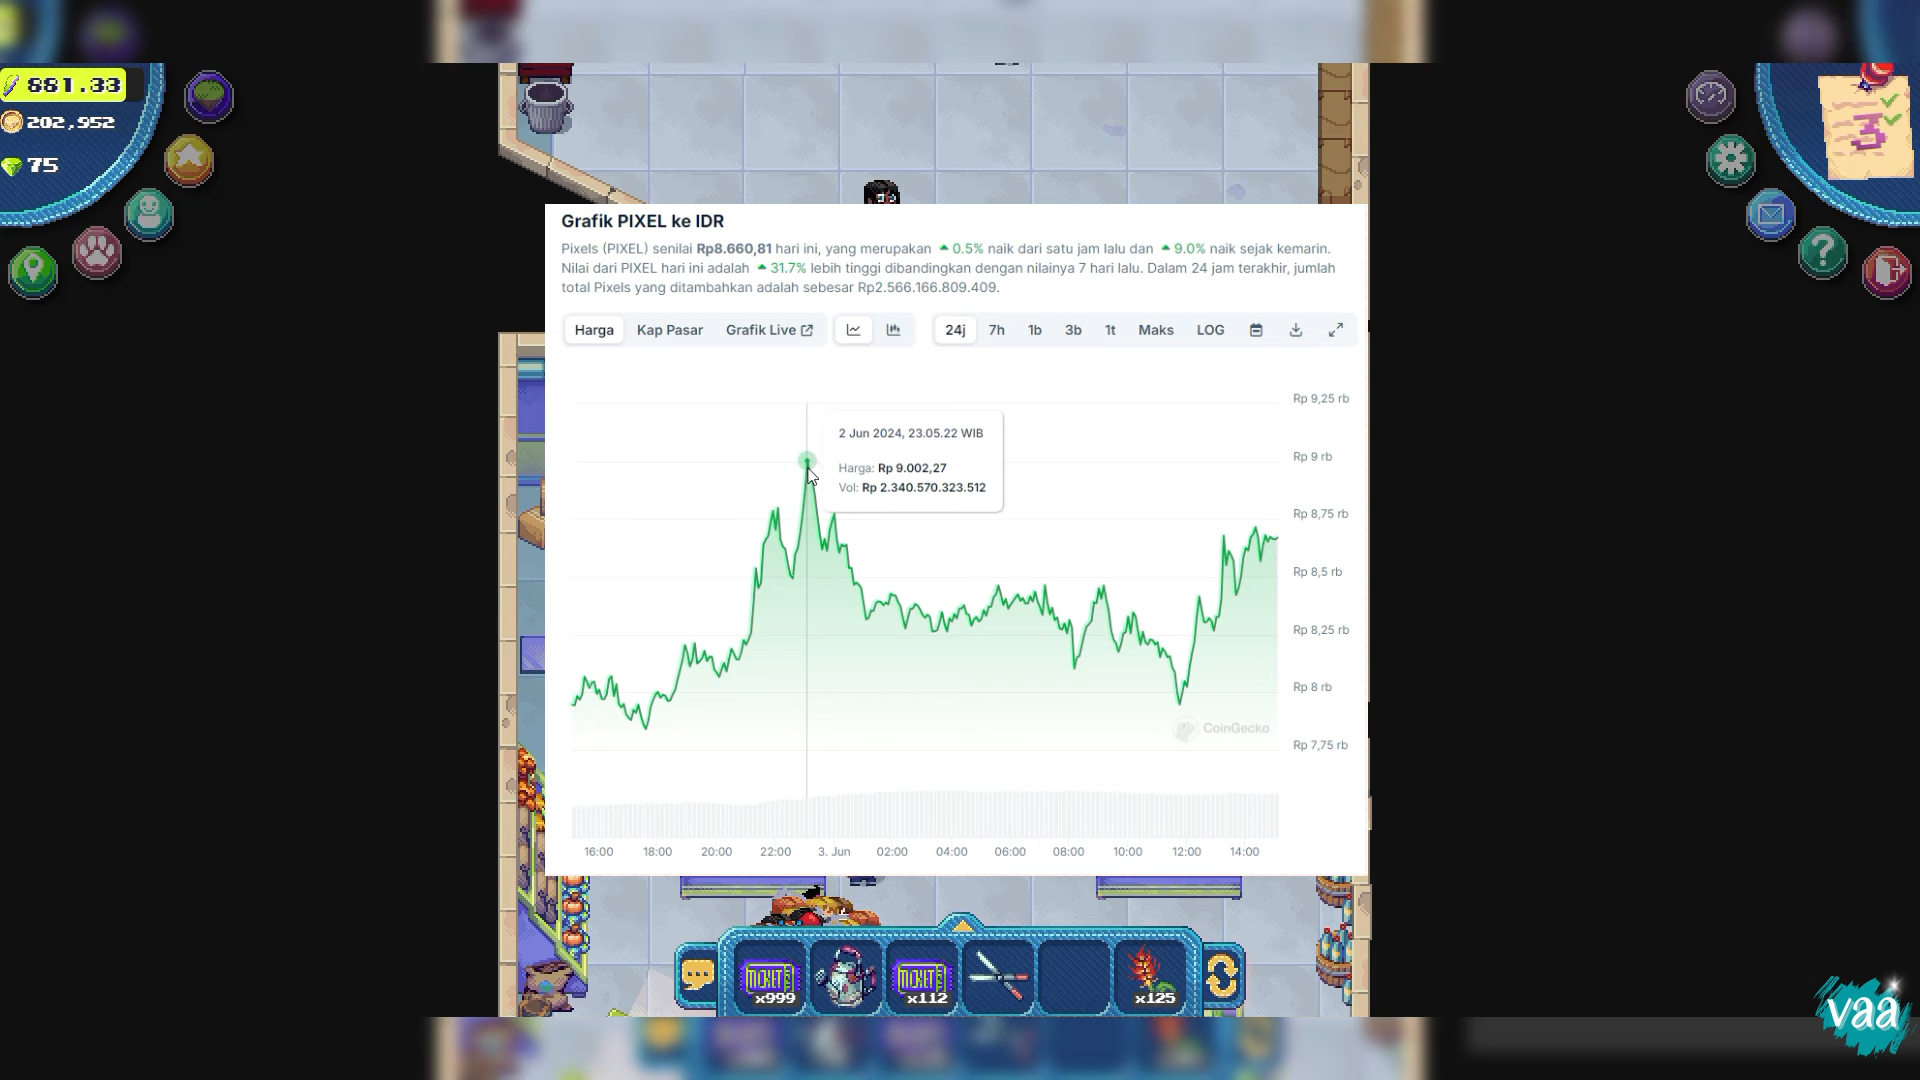 881.33
202,952
75
3
Grafik PIXEL ke IDR
Pixels (PIXEL) senilai Rp8.660,81 hari ini, yang merupakan 0.5% naik dari satu jam lalu dan 9.0% naik sejak kemarin.
Nilai dari PIXEL hari ini adalah 31.7% lebih tinggi dibandingkan dengan nilainya 7 hari lalu. Dalam 24 jam terakhir, jumlah
total Pixels yang ditambahkan adalah sebesar Rp2.566.166.809.409.
Harga Kap Pasar Grafik Live 24j 7h 1b 3b 1t Maks LOG
Rp 9,25 rb
2 Jun 2024, 23.05.22 WIB
Rp 9 rb
Harga: Rp 9.002,27
Vol: Rp 2.340.570.323.512
Rp 8,75 rb
Rp 8,5 rb
Rp 8,25 rb
Rp 8 rb
CoinGecko
Rp 7,75 rb
16:00 18:00 20:00 22:00 3. Jun 02:00 04:00 06:00 08:00 10:00 12:00 14:00
x999 x112 x125
vaa